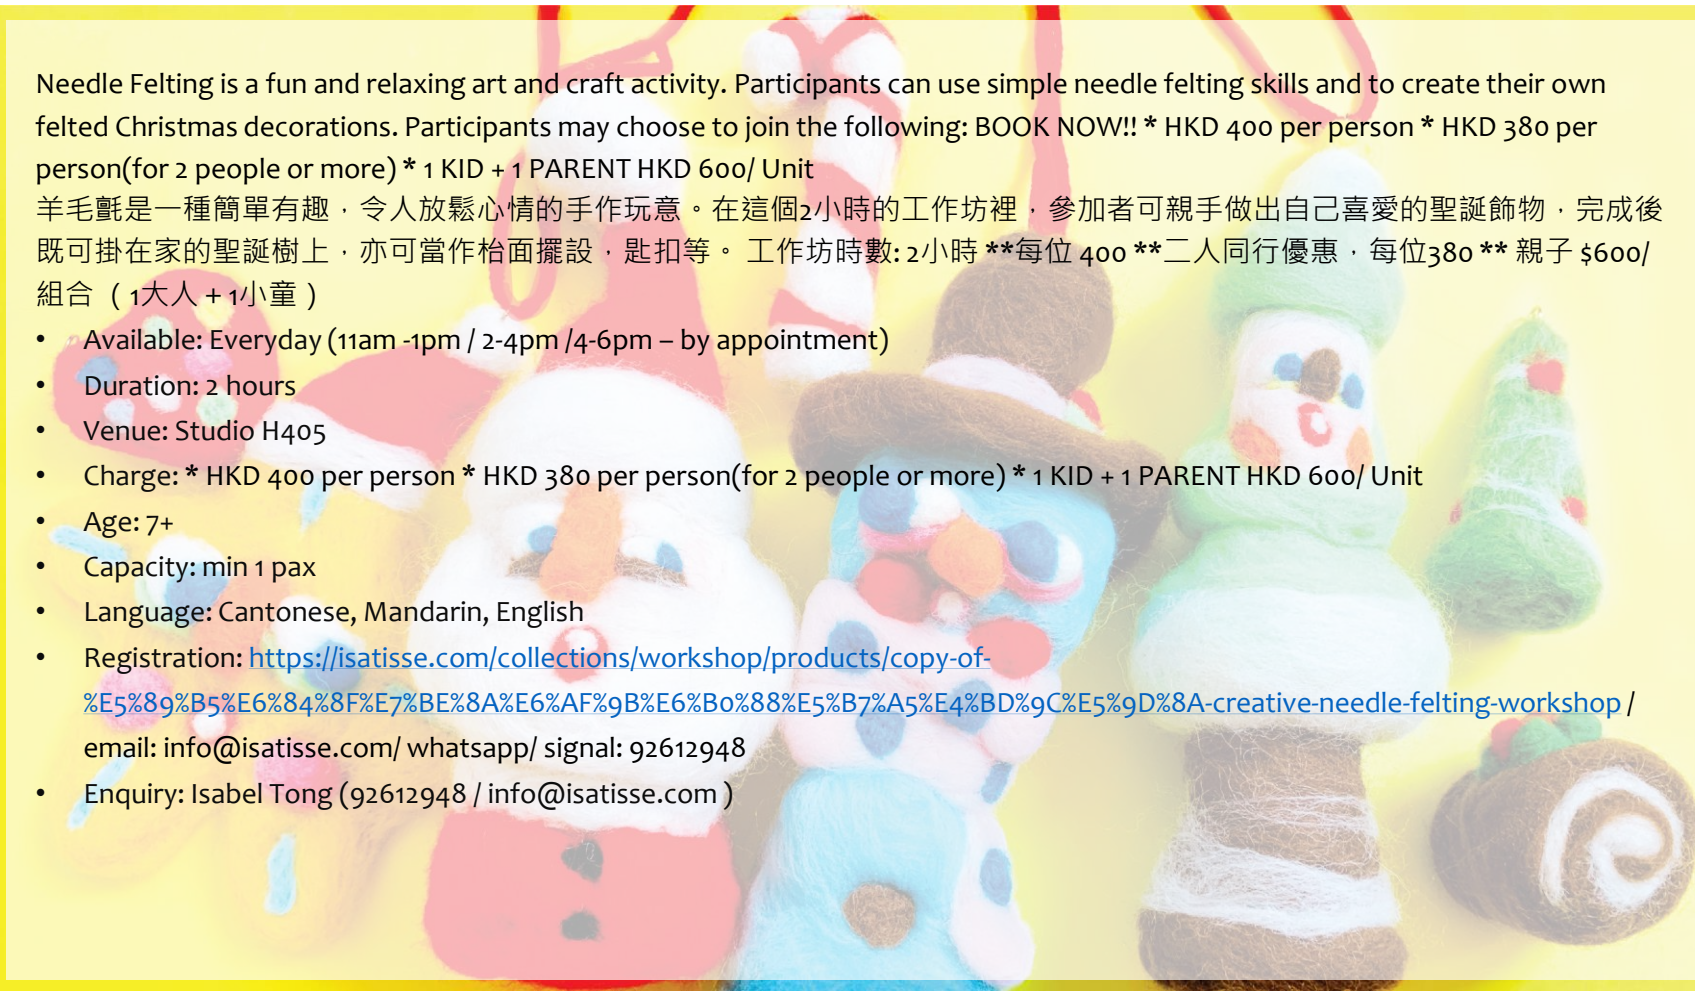 Needle Felting is a fun and relaxing art and craft activity. Participants can use simple needle felting skills and to create their own
felted Christmas decorations. Participants may choose to join the following: BOOK NOW!! * HKD 400 per person * HKD 380 per
person(for 2 people or more) * 1 KID + 1 PARENT HKD 600/ Unit
羊毛氈是一種簡單有趣，令人放鬆心情的手作玩意。在這個2小時的工作坊裡，參加者可親手做出自己喜愛的聖誕飾物，完成後
既可掛在家的聖誕樹上，亦可當作枱面擺設，匙扣等。 工作坊時數: 2小時 **每位 400 **二人同行優惠，每位380 ** 親子 $600/
組合 （ 1大人 + 1小童 )
• Available: Everyday (11am -1pm / 2-4pm /4-6pm – by appointment)
• Duration: 2 hours
• Venue: Studio H405
• Charge: * HKD 400 per person * HKD 380 per person(for 2 people or more) * 1 KID + 1 PARENT HKD 600/ Unit
• Age: 7+
• Capacity: min 1 pax
• Language: Cantonese, Mandarin, English
• Registration: https://isatisse.com/collections/workshop/products/copy-of-
%E5%89%B5%E6%84%8F%E7%BE%8A%E6%AF%9B%E6%B0%88%E5%B7%A5%E4%BD%9C%E5%9D%8A-creative-needle-felting-workshop /
email: info@isatisse.com/ whatsapp/ signal: 92612948
• Enquiry: Isabel Tong (92612948 / info@isatisse.com )